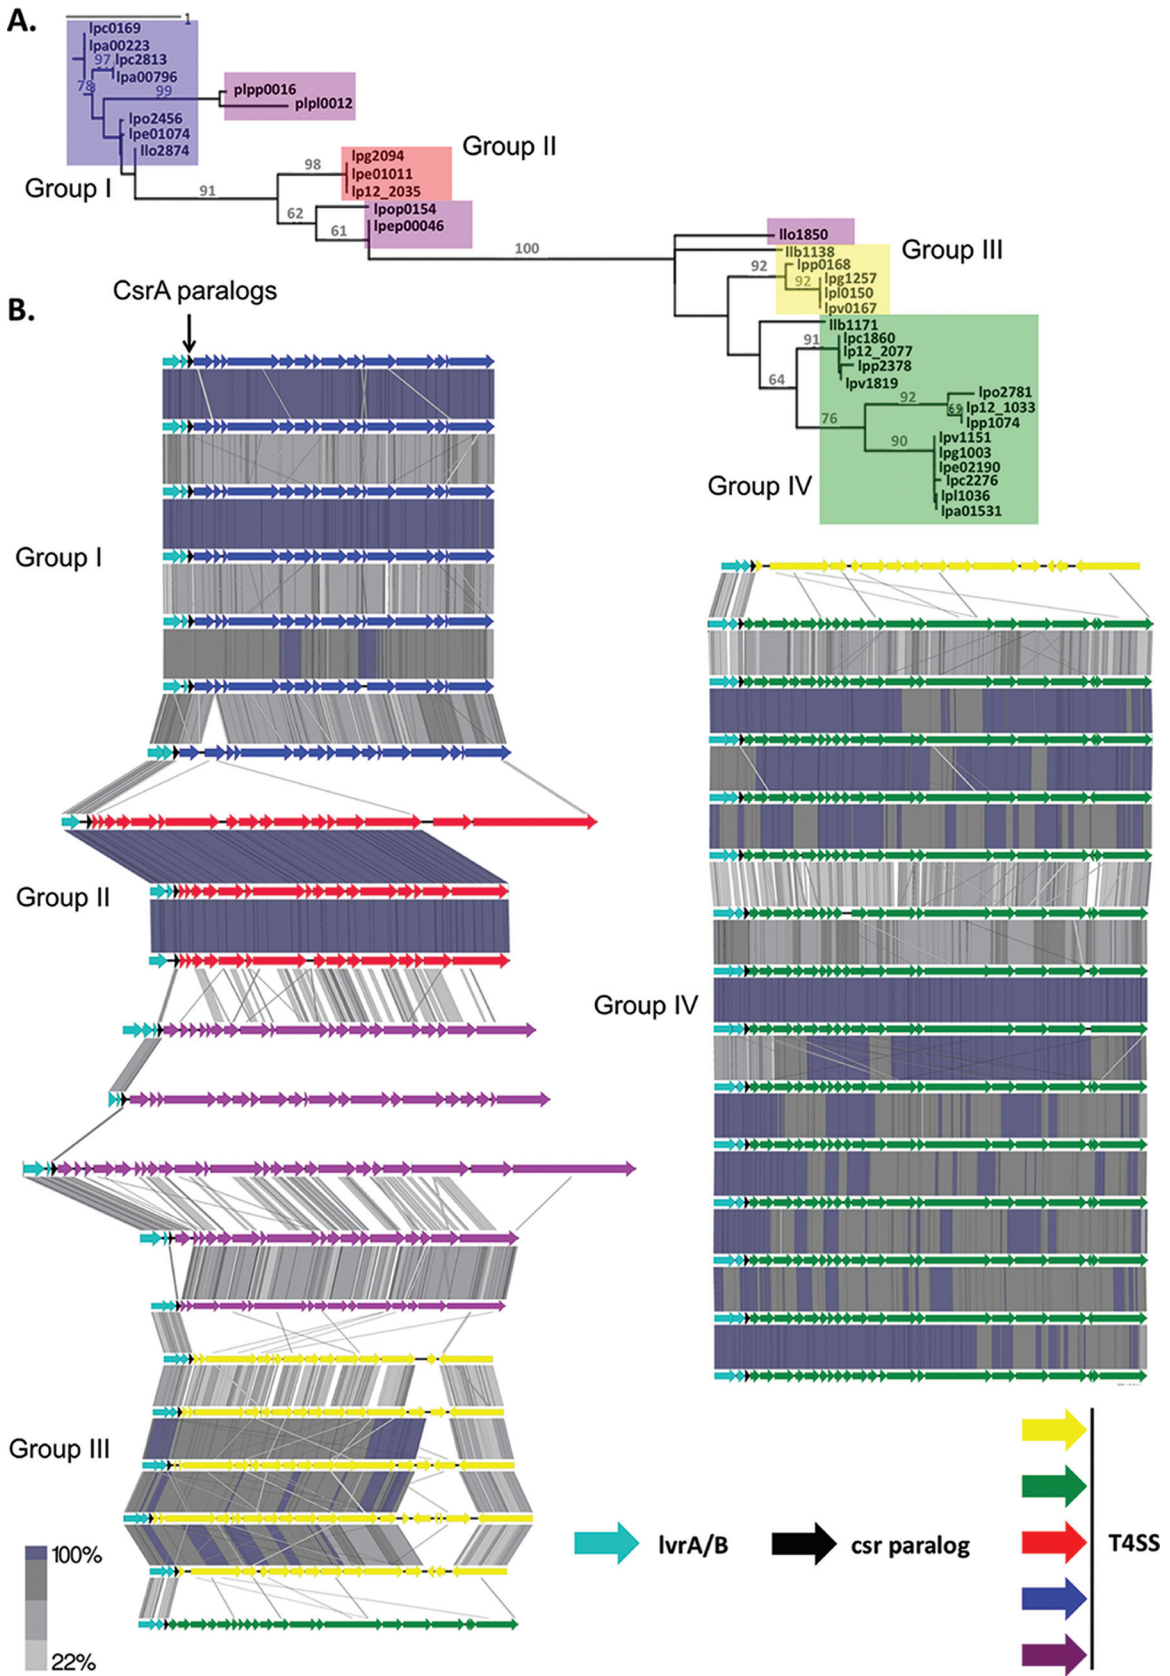 A.
1
lpc0169
lpa00223
97
lpc2813
lpa00796
78
99
plpp0016
plpl0012
lpo2456
lpe01074
llo2874
Group I
91
98
lpg2094
lpe01011
lp12_2035
Group II
62
lpop0154
lpep00046
61
100
llo1850
llb1138
Group III
92
lpp0168
92
lpg1257
lpl0150
lpv0167
llb1171
91
lpc1860
lp12_2077
lpp2378
lpv1819
64
lpo2781
92
69
lp12_1033
lpp1074
76
90
lpv1151
lpg1003
lpe02190
lpc2276
lpl1036
lpa01531
Group IV
CsrA paralogs
B.
Group I
Group II
Group III
Group IV
100%
22%
lvrA/B
csr paralog
T4SS